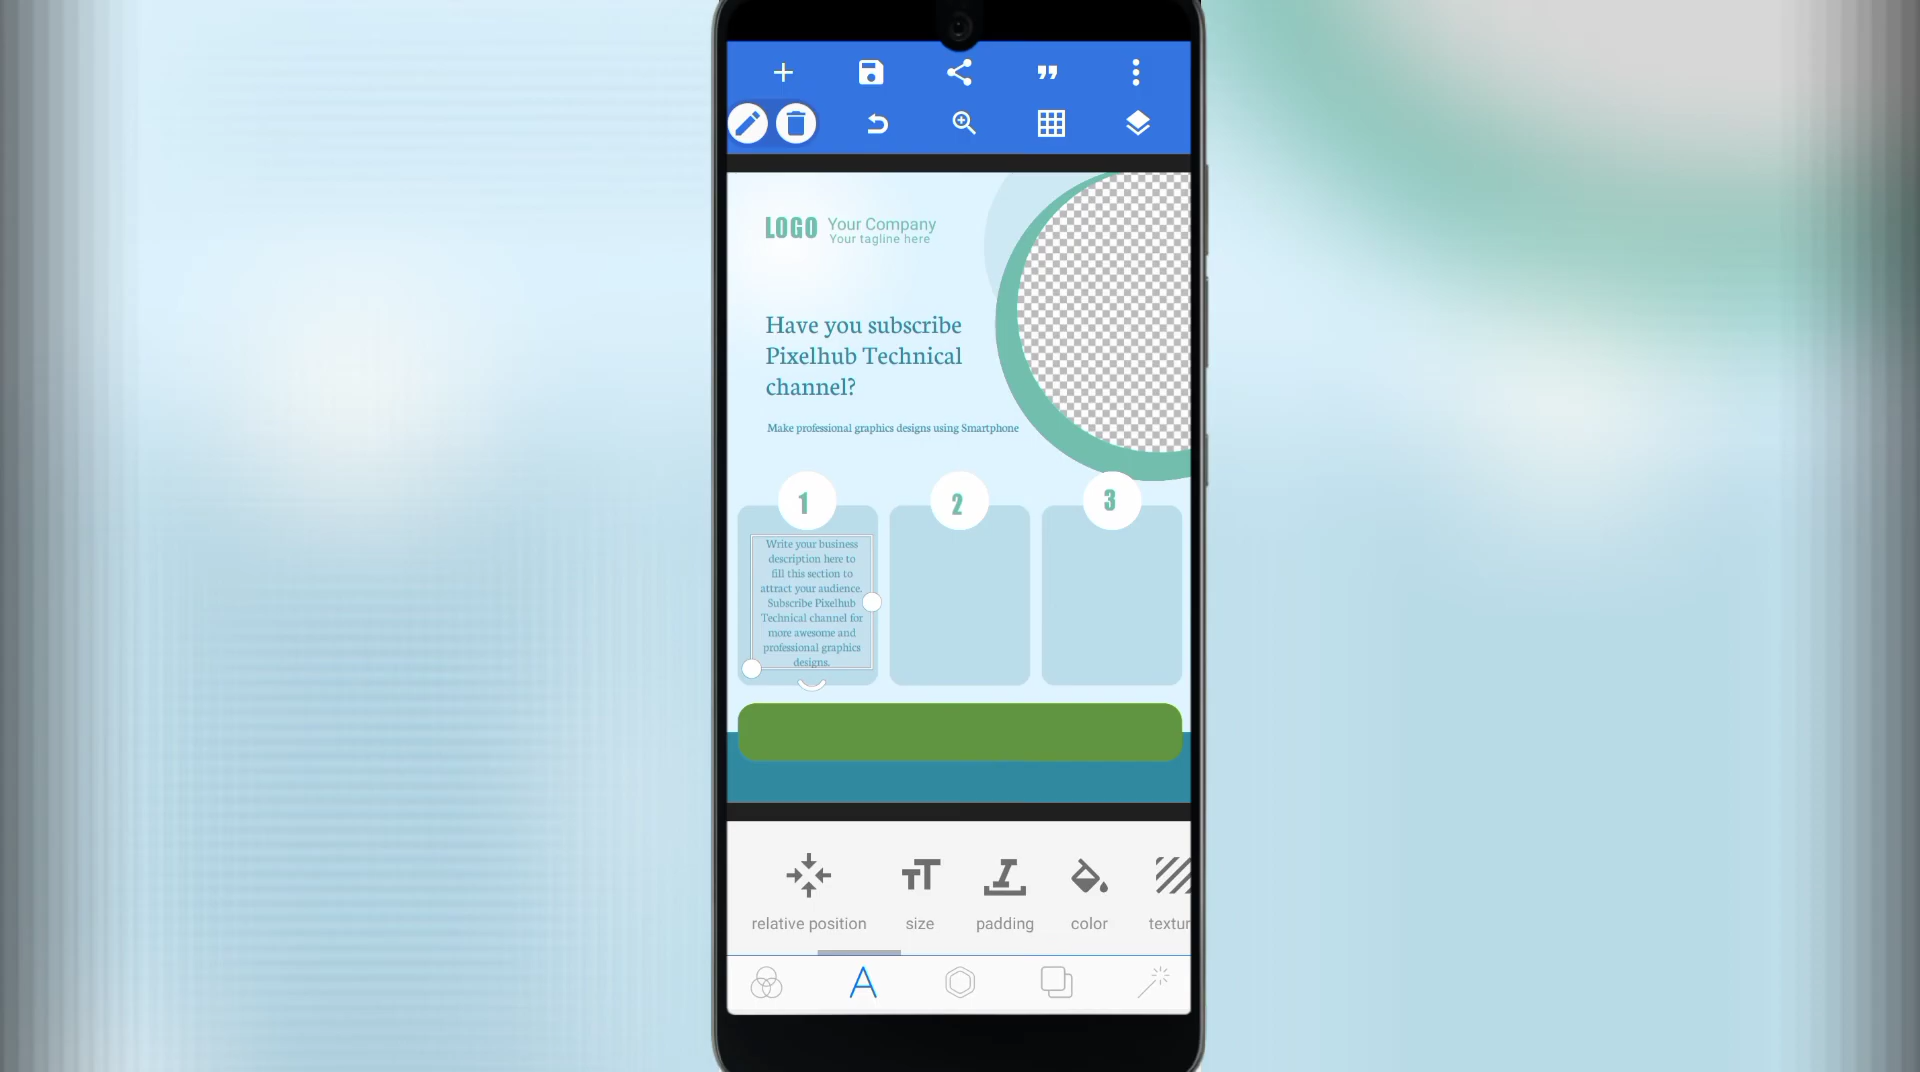 LOGO
Your Company
Your tagline here
Have you subscribe
Pixelhub Technical
channel?
Make professional graphics designs using Smartphone
1
2
3
Write your business
description here to
fill this section to
attract your audience.
Subscribe Pixelhub
Technical channel for
more awesome and
professional graphics
designs.
relative position
size
padding
color
textur